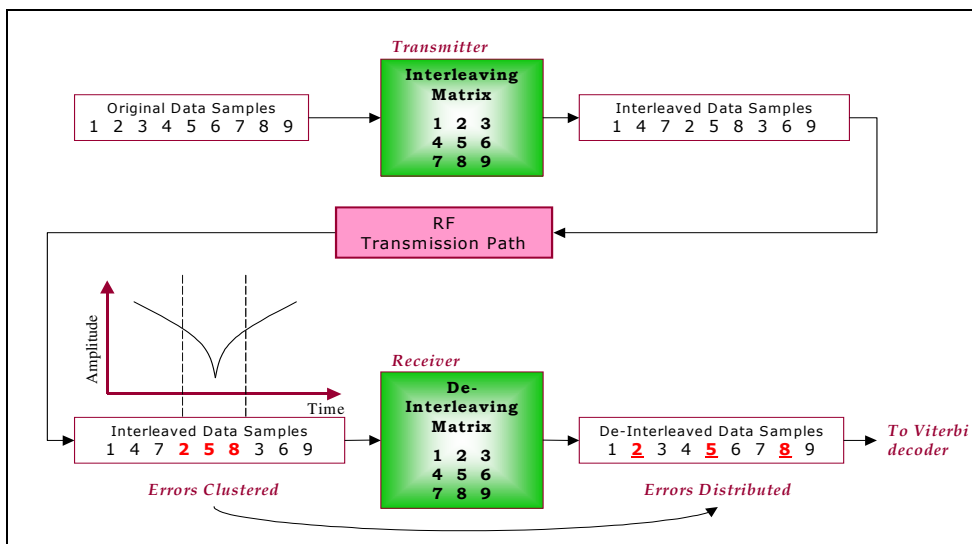 Transmitter
Interleaving
Matrix
1 2 3
4 5 6
7 8 9
Original Data Samples
1 2 3 4 5 6 7 8 9
Interleaved Data Samples
1 4 7 2 5 8 3 6 9
RF
Transmission Path
Amplitude
Time
Receiver
De-
Interleaving
Matrix
1 2 3
4 5 6
7 8 9
Interleaved Data Samples
1 4 7 2 5 8 3 6 9
De-Interleaved Data Samples
1 2 3 4 5 6 7 8 9
To Viterbi
decoder
Errors Clustered
Errors Distributed